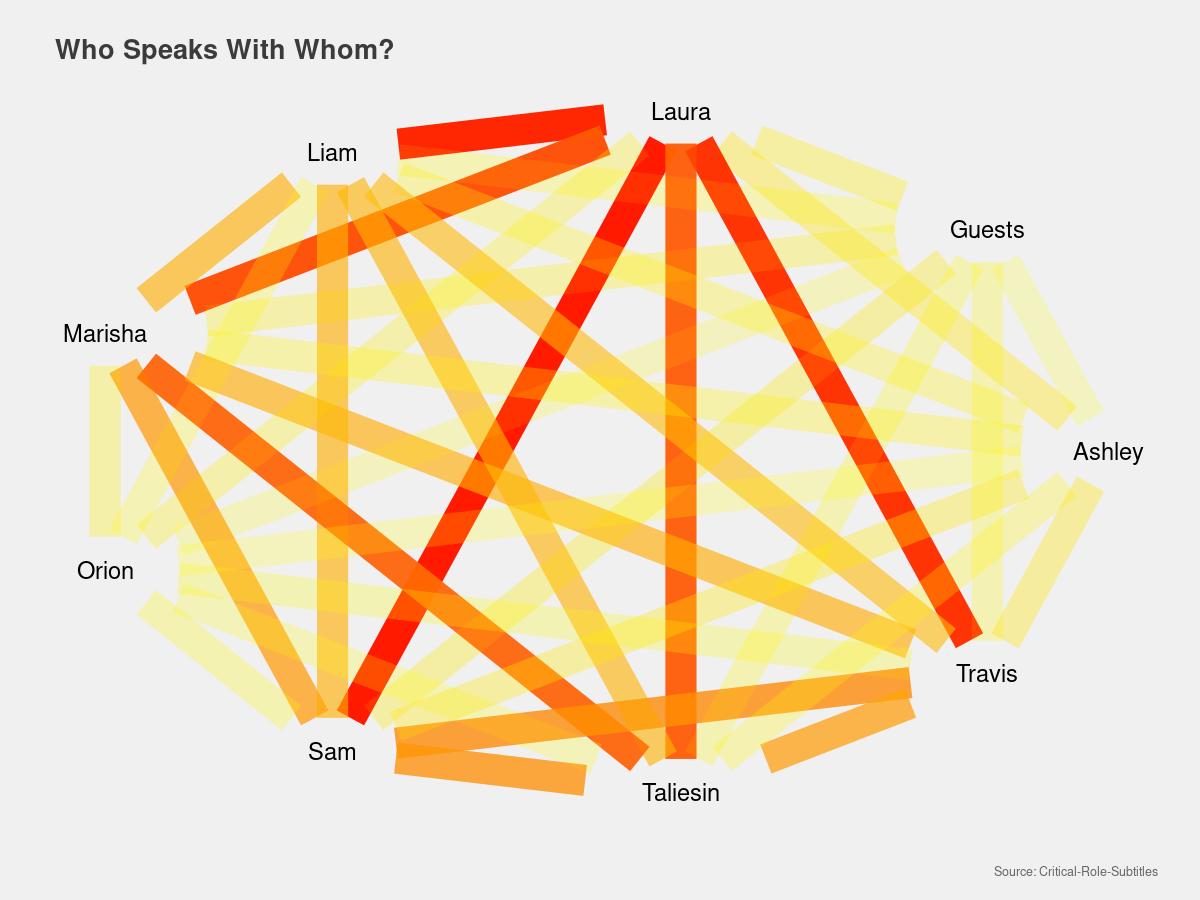 Who Speaks With Whom?
Laura
Liam
Guests
Marisha
Ashley
Orion
Travis
Sam
Taliesin
Source: Critical-Role-Subtitles